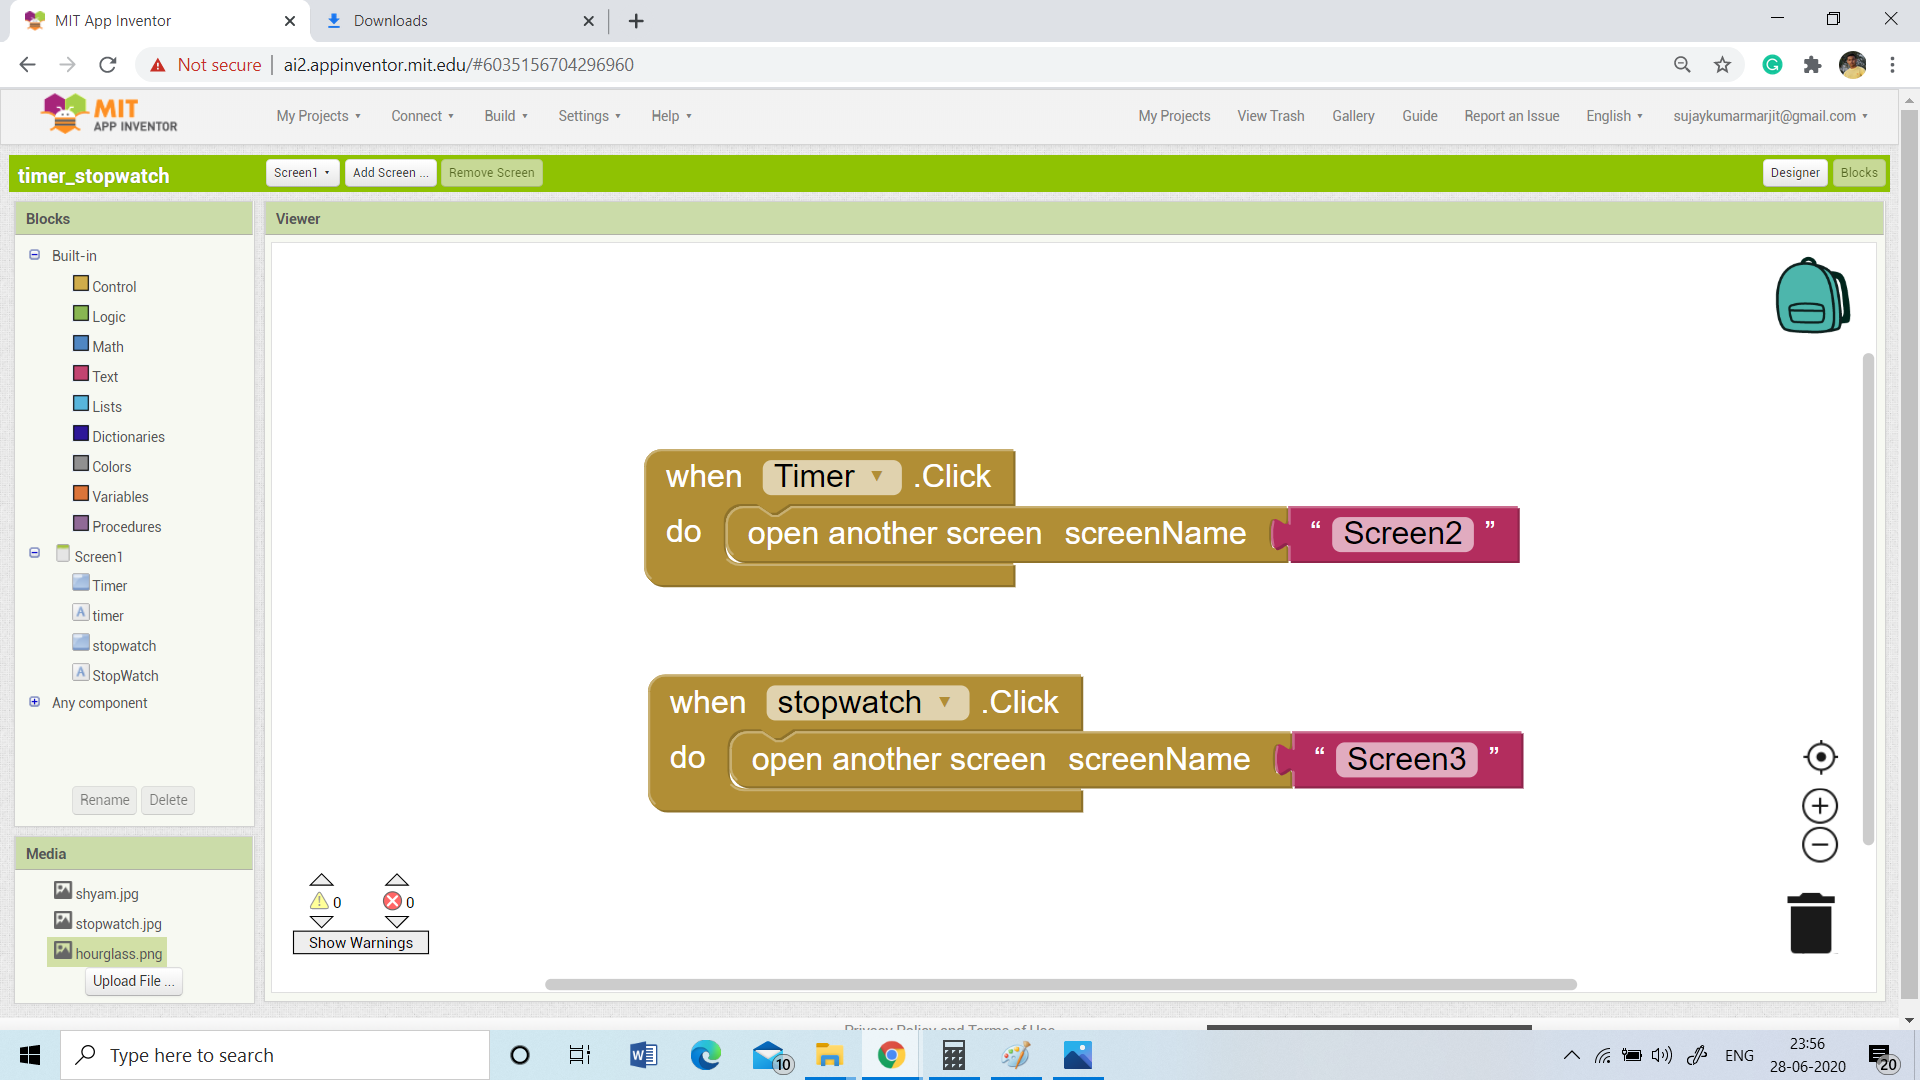 MIT App Inventor
Downloads
Not secure
ai2.appinventor.mit.edu/#6035156704296960
MIT
APP INVENTOR
My Projects
Connect
Build
Settings
Help
My Projects
View Trash
Gallery
Guide
Report an Issue
English
sujaykumarmarjit@gmail.com
timer_stopwatch
Screen1
Add Screen ...
Remove Screen
Designer
Blocks
Blocks
Viewer
Built-in
Control
Logic
Math
Text
Lists
Dictionaries
Colors
Variables
Procedures
Screen1
Timer
A timer
stopwatch
A StopWatch
Any component
Rename
Delete
Media
shyam.jpg
stopwatch.jpg
hourglass.png
Upload File ...
when Timer .Click
do open another screen screenName “ Screen2 ”
when stopwatch .Click
do open another screen screenName “ Screen3 ”
0
0
Show Warnings
Privacy Policy and Terms of Use
Type here to search
10
ENG
23:56
28-06-2020
20